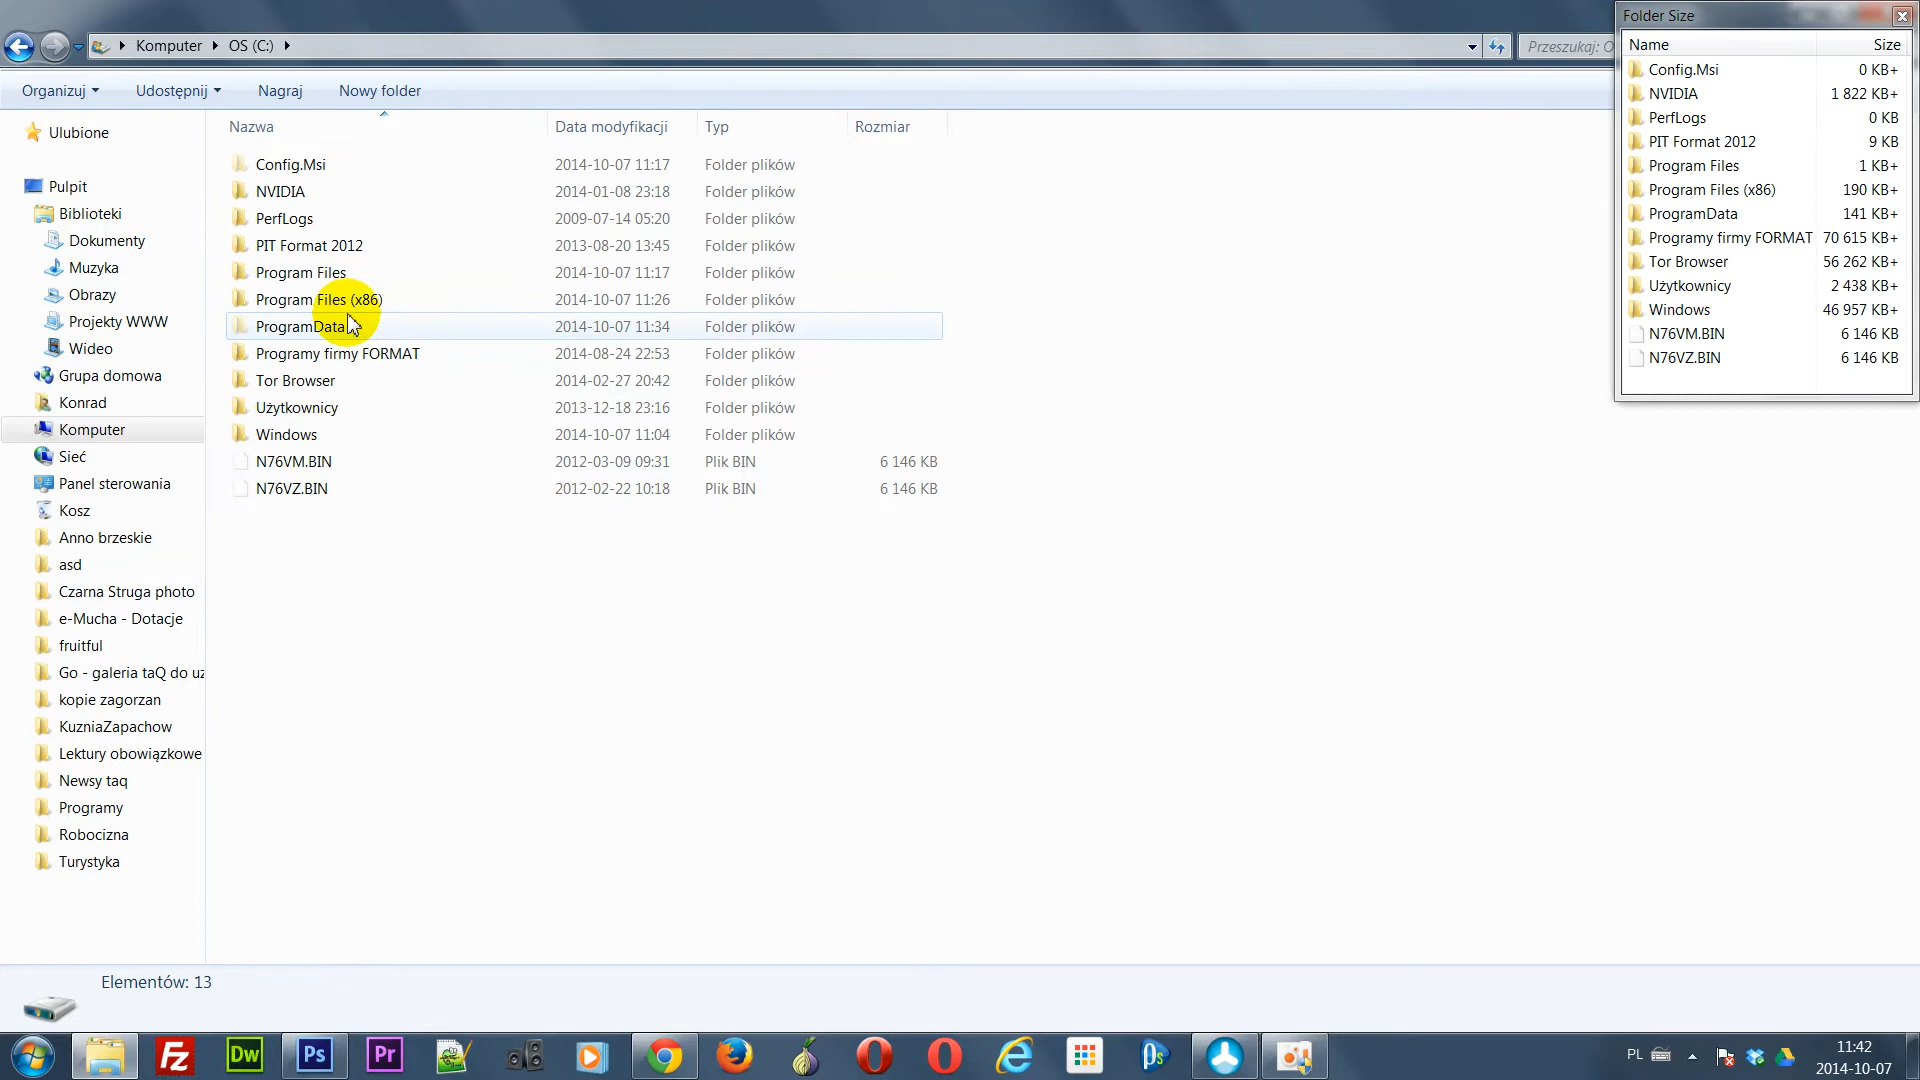 Folder Size
Komputer
OS (C:)
Przeszukaj: O
Organizuj
Udostępnij
Nagraj
Nowy folder
Name Size
Config.Msi 0 KB+
NVIDIA 1 822 KB+
PerfLogs 0 KB
PIT Format 2012 9 KB
Program Files 1 KB+
Program Files (x86) 190 KB+
ProgramData 141 KB+
Programy firmy FORMAT 70 615 KB+
Tor Browser 56 262 KB+
Użytkownicy 2 438 KB+
Windows 46 957 KB+
N76VM.BIN 6 146 KB
N76VZ.BIN 6 146 KB
Ulubione
Pulpit
Biblioteki
Dokumenty
Muzyka
Obrazy
Projekty WWW
Wideo
Grupa domowa
Konrad
Komputer
Sieć
Panel sterowania
Kosz
Anno brzeskie
asd
Czarna Struga photo
e-Mucha - Dotacje
fruitful
Go - galeria taQ do uz
kopie zagorzan
KuzniaZapachow
Lektury obowiązkowe
Newsy taq
Programy
Robocizna
Turystyka
Nazwa Data modyfikacji Typ Rozmiar
Config.Msi 2014-10-07 11:17 Folder plików
NVIDIA 2014-01-08 23:18 Folder plików
PerfLogs 2009-07-14 05:20 Folder plików
PIT Format 2012 2013-08-20 13:45 Folder plików
Program Files 2014-10-07 11:17 Folder plików
Program Files (x86) 2014-10-07 11:26 Folder plików
ProgramData 2014-10-07 11:34 Folder plików
Programy firmy FORMAT 2014-08-24 22:53 Folder plików
Tor Browser 2014-02-27 20:42 Folder plików
Użytkownicy 2013-12-18 23:16 Folder plików
Windows 2014-10-07 11:04 Folder plików
N76VM.BIN 2012-03-09 09:31 Plik BIN 6 146 KB
N76VZ.BIN 2012-02-22 10:18 Plik BIN 6 146 KB
Elementów: 13
Fz
Dw
Ps
Pr
Ps
PL
11:42
2014-10-07